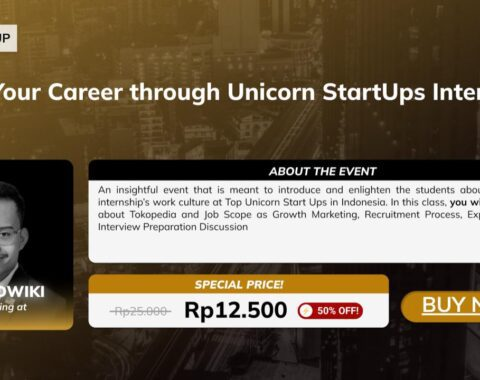 UP
Your Career through Unicorn StartUps Inter
ABOUT THE EVENT
An insightful event that is meant to introduce and enlighten the students abou
internship's work culture at Top Unicorn Start Ups in Indonesia. In this class, you wi
about Tokopedia and Job Scope as Growth Marketing, Recruitment Process, Exp
Interview Preparation Discussion
OWIKI
ing at
SPECIAL PRICE!
Rp25.000 Rp12.500 50% OFF!
BUY N